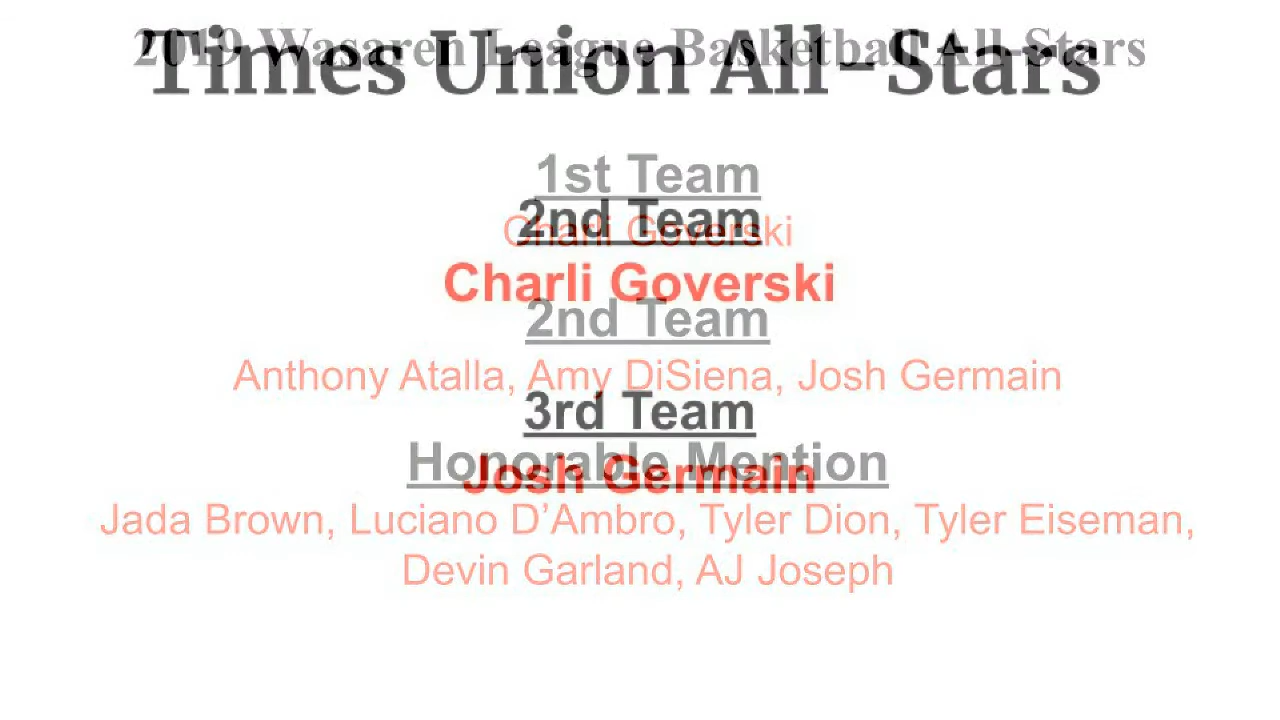 2019 Wasaren League Basketball All-Stars
Times Union All-Stars
1st Team
2nd Team
Charli Goverski
Charli Goverski
2nd Team
Anthony Atalla, Amy DiSiena, Josh Germain
3rd Team
Honorable Mention
Josh Germain
Jada Brown, Luciano D’Ambro, Tyler Dion, Tyler Eiseman,
Devin Garland, AJ Joseph